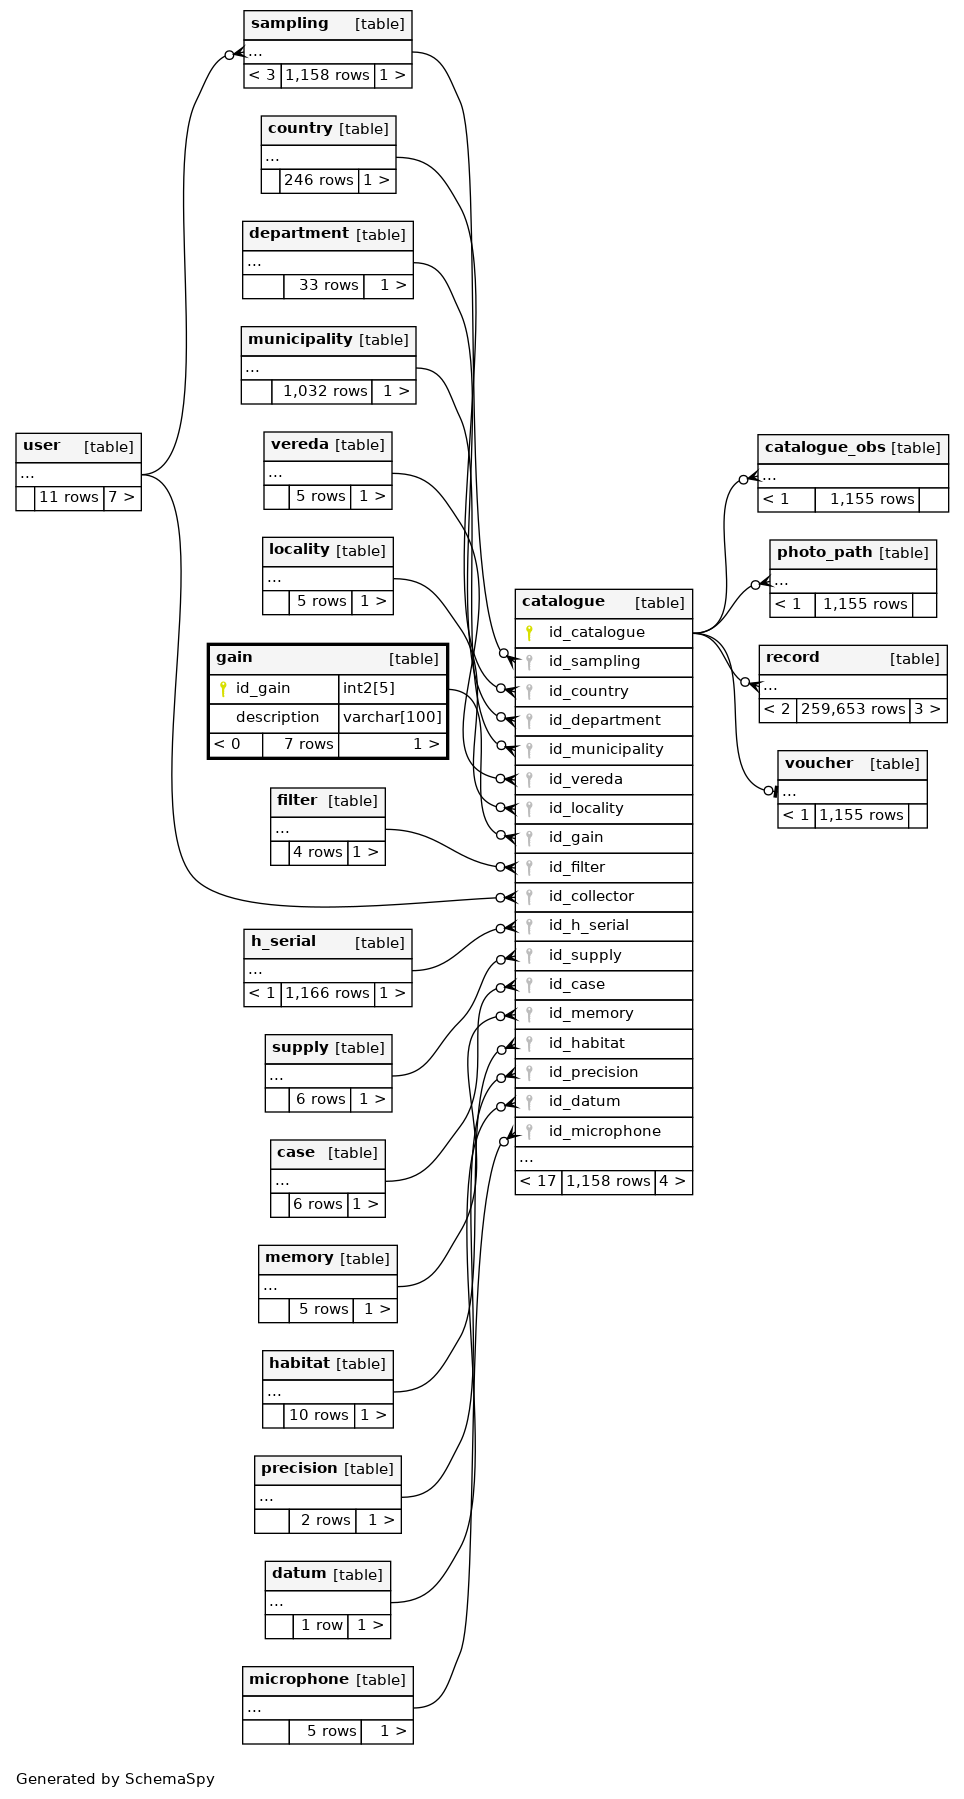 sampling [table]
...
< 3 1,158 rows 1 >
country [table]
...
246 rows 1 >
department [table]
...
33 rows 1 >
municipality [table]
...
1,032 rows 1 >
user [table]
...
11 rows 7 >
vereda [table]
...
5 rows 1 >
locality [table]
...
5 rows 1 >
gain [table]
id_gain int2[5]
description varchar[100]
< 0 7 rows 1 >
filter [table]
...
4 rows 1 >
h_serial [table]
...
< 1 1,166 rows 1 >
supply [table]
...
6 rows 1 >
case [table]
...
6 rows 1 >
memory [table]
...
5 rows 1 >
habitat [table]
...
10 rows 1 >
precision [table]
...
2 rows 1 >
datum [table]
...
1 row 1 >
microphone [table]
...
5 rows 1 >
catalogue [table]
id_catalogue
id_sampling
id_country
id_department
id_municipality
id_vereda
id_locality
id_gain
id_filter
id_collector
id_h_serial
id_supply
id_case
id_memory
id_habitat
id_precision
id_datum
id_microphone
...
< 17 1,158 rows 4 >
catalogue_obs [table]
...
< 1 1,155 rows
photo_path [table]
...
< 1 1,155 rows
record [table]
...
< 2 259,653 rows 3 >
voucher [table]
...
< 1 1,155 rows
Generated by SchemaSpy